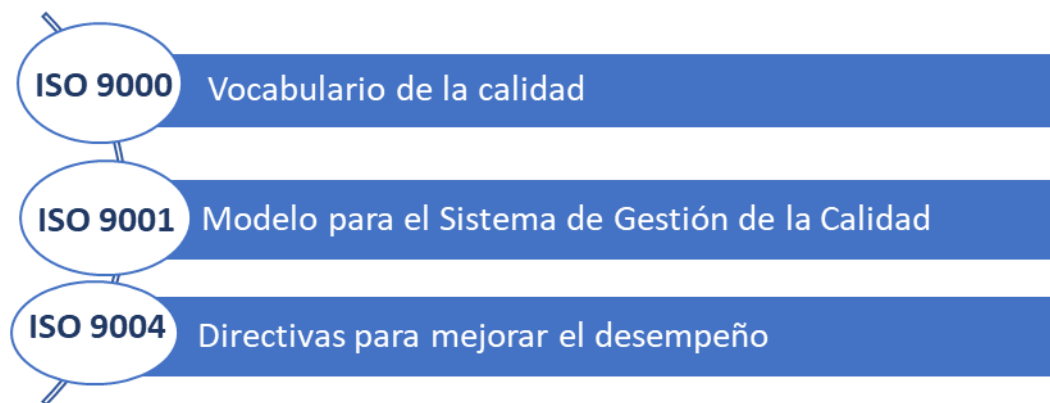 ISO 9000 Vocabulario de la calidad
ISO 9001 Modelo para el Sistema de Gestión de la Calidad
ISO 9004 Directivas para mejorar el desempeño